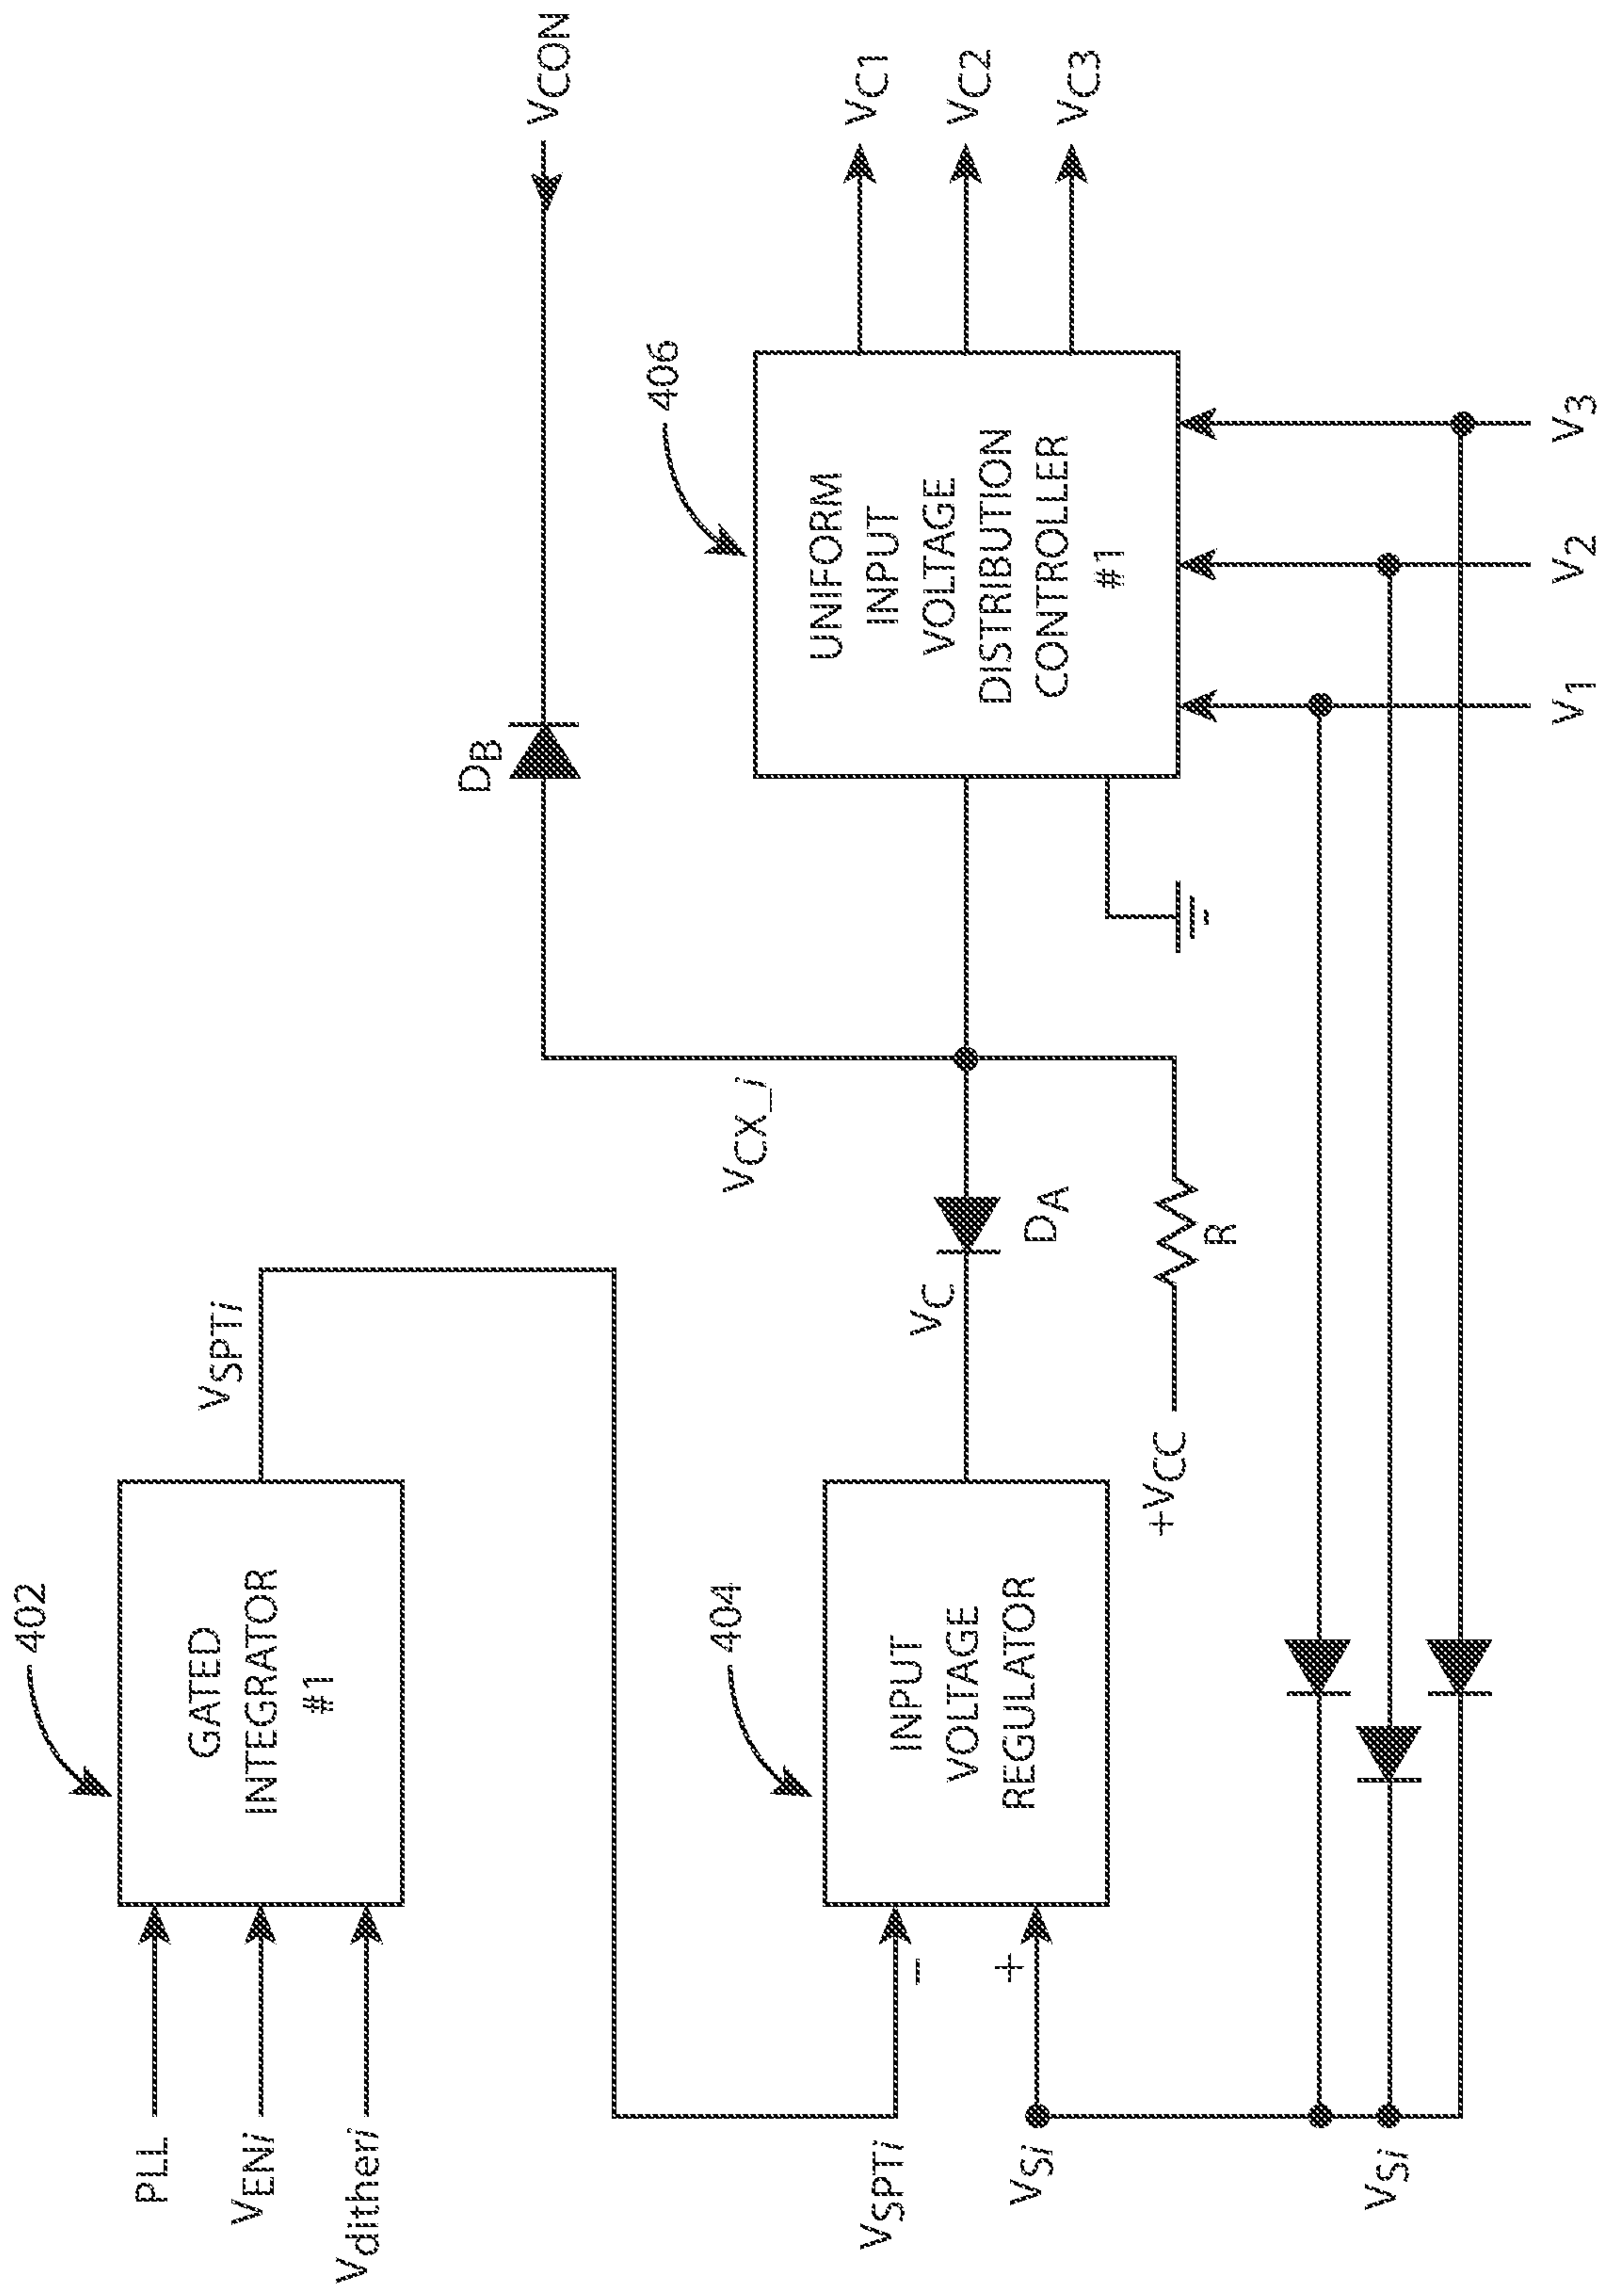 402
PLL
VENi
Vditheri
GATED
INTEGRATOR
#1
VSPTi
VCON
DB
404
VSPTi
−
+
VSi
INPUT
VOLTAGE
REGULATOR
VC
DA
VCX_i
+VCC
R
406
UNIFORM
INPUT
VOLTAGE
DISTRIBUTION
CONTROLLER
#1
VC1
VC2
VC3
VSi
V1
V2
V3